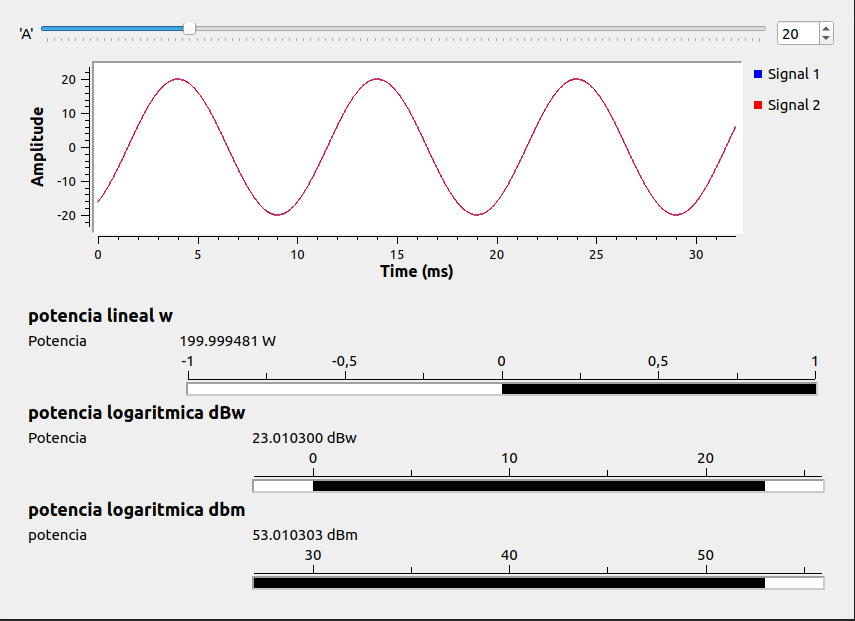 'A' 20
Signal 1
Signal 2
Amplitude
20
10
0
-10
-20
0 5 10 15 20 25 30
Time (ms)
potencia lineal w
Potencia 199.999481 W
-1 -0,5 0 0,5 1
potencia logaritmica dBw
Potencia 23.010300 dBw
0 10 20
potencia logaritmica dbm
potencia 53.010303 dBm
30 40 50